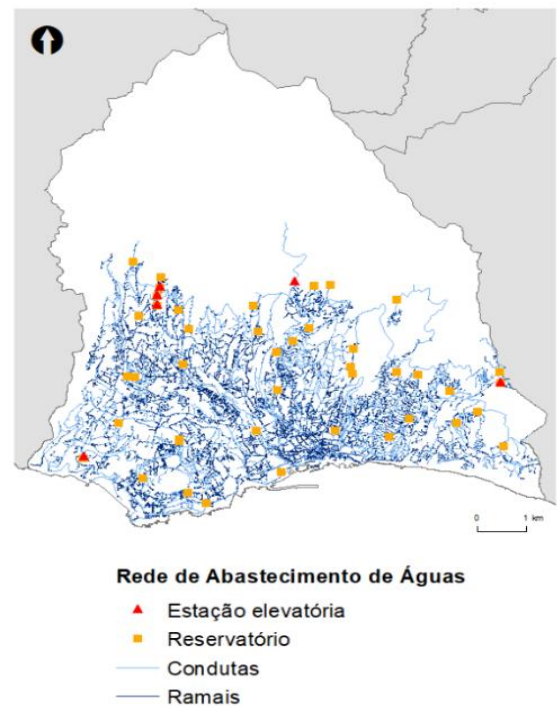 0 1 km
Rede de Abastecimento de Águas
Estação elevatória
Reservatório
Condutas
Ramais